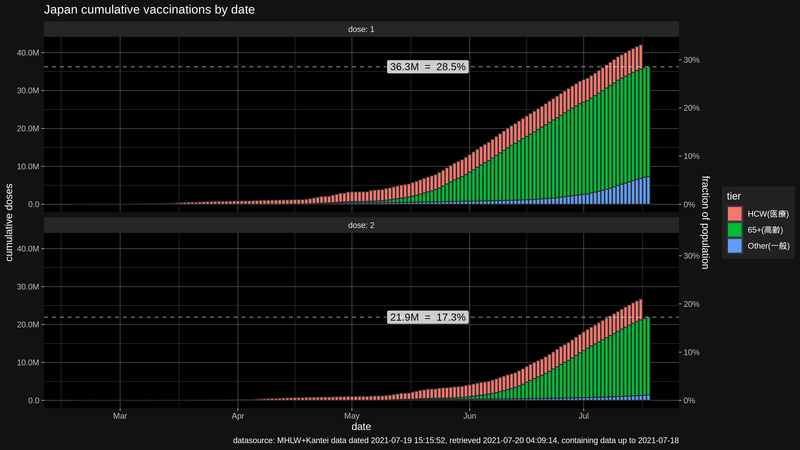 Japan cumulative vaccinations by date
dose: 1
40.0M
30.0M
20.0M
10.0M
0.0
36.3M = 28.5%
30%
20%
10%
0%
cumulative doses
fraction of population
dose: 2
40.0M
30.0M
20.0M
10.0M
0.0
21.9M = 17.3%
30%
20%
10%
0%
Mar Apr May Jun Jul
date
tier
HCW(医療)
65+(高齢)
Other(一般)
datasource: MHLW+Kantei data dated 2021-07-19 15:15:52, retrieved 2021-07-20 04:09:14, containing data up to 2021-07-18